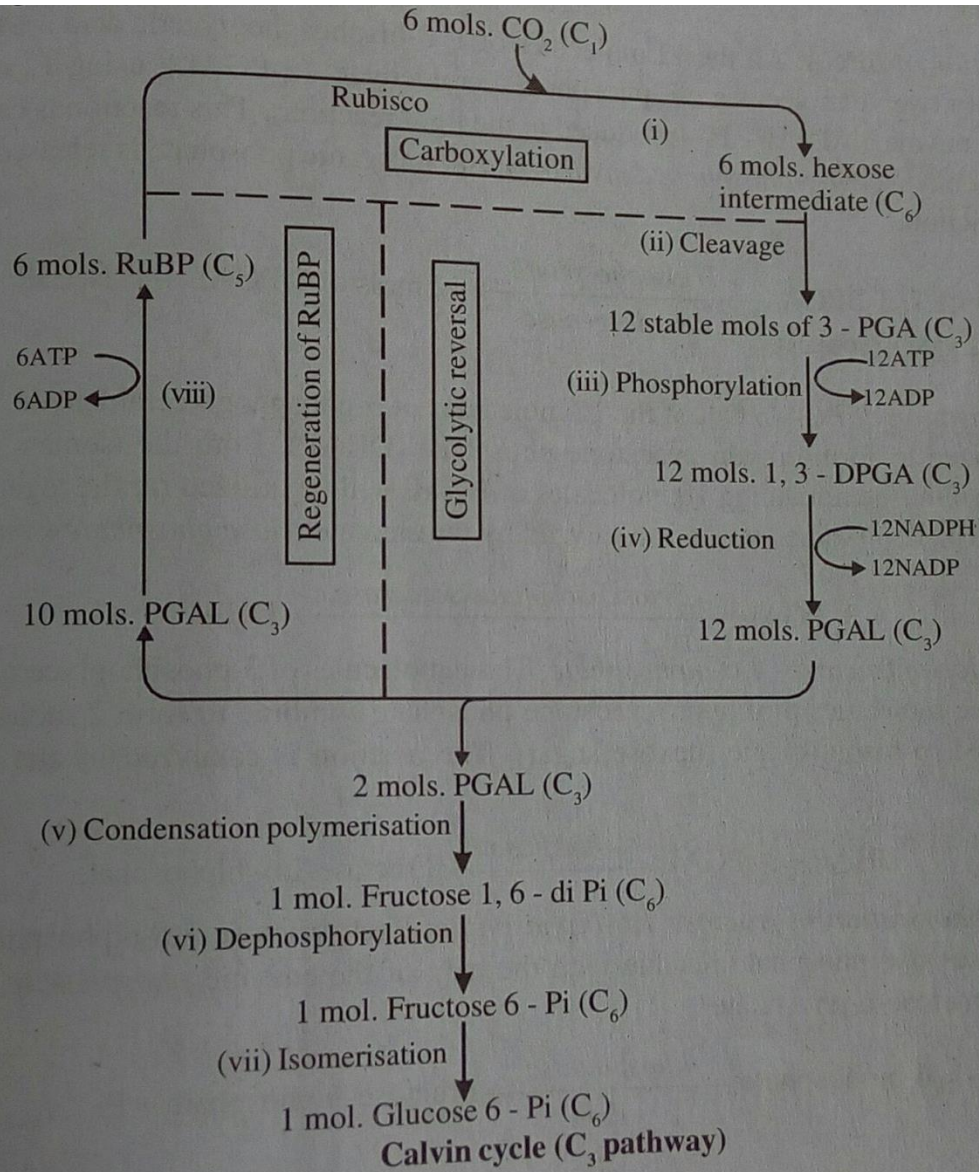 6 mols. CO₂ (C₁)
Rubisco
(i)
Carboxylation
6 mols. hexose
intermediate (C₆)
(ii) Cleavage
6 mols. RuBP (C₅)
Regeneration of RuBP
Glycolytic reversal
12 stable mols of 3 - PGA (C₃)
6ATP
6ADP
(viii)
(iii) Phosphorylation
12ATP
12ADP
12 mols. 1, 3 - DPGA (C₃)
(iv) Reduction
12NADPH
12NADP
10 mols. PGAL (C₃)
12 mols. PGAL (C₃)
2 mols. PGAL (C₃)
(v) Condensation polymerisation
1 mol. Fructose 1, 6 - di Pi (C₆)
(vi) Dephosphorylation
1 mol. Fructose 6 - Pi (C₆)
(vii) Isomerisation
1 mol. Glucose 6 - Pi (C₆)
Calvin cycle (C₃ pathway)